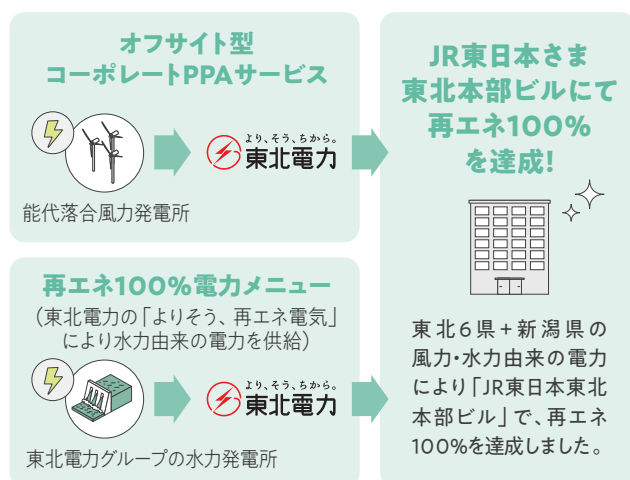 オフサイト型
コーポレートPPAサービス
より、そう、ちから。
東北電力
能代落合風力発電所
再エネ100%電力メニュー
（東北電力の「よりそう、再エネ電気」
により水力由来の電力を供給）
より、そう、ちから。
東北電力
東北電力グループの水力発電所
JR東日本さま
東北本部ビルにて
再エネ100%
を達成!
東北6県+新潟県の
風力・水力由来の電力
により「JR東日本東北
本部ビル」で、再エネ
100%を達成しました。